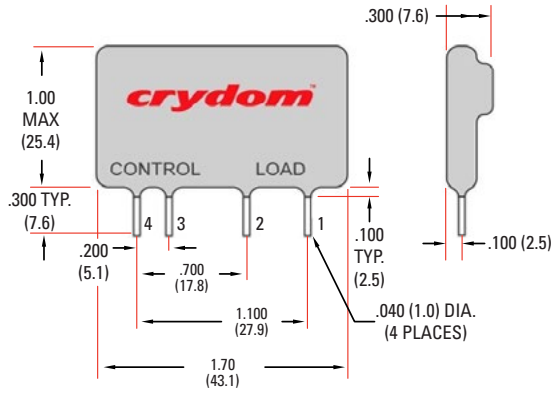 .300 (7.6)
1.00
MAX
(25.4)
crydom™
CONTROL LOAD
.300 TYP.
(7.6)
4 3 2 1
.200
(5.1)
.700
(17.8)
.100
TYP.
(2.5)
.100 (2.5)
1.100
(27.9)
.040 (1.0) DIA.
(4 PLACES)
1.70
(43.1)